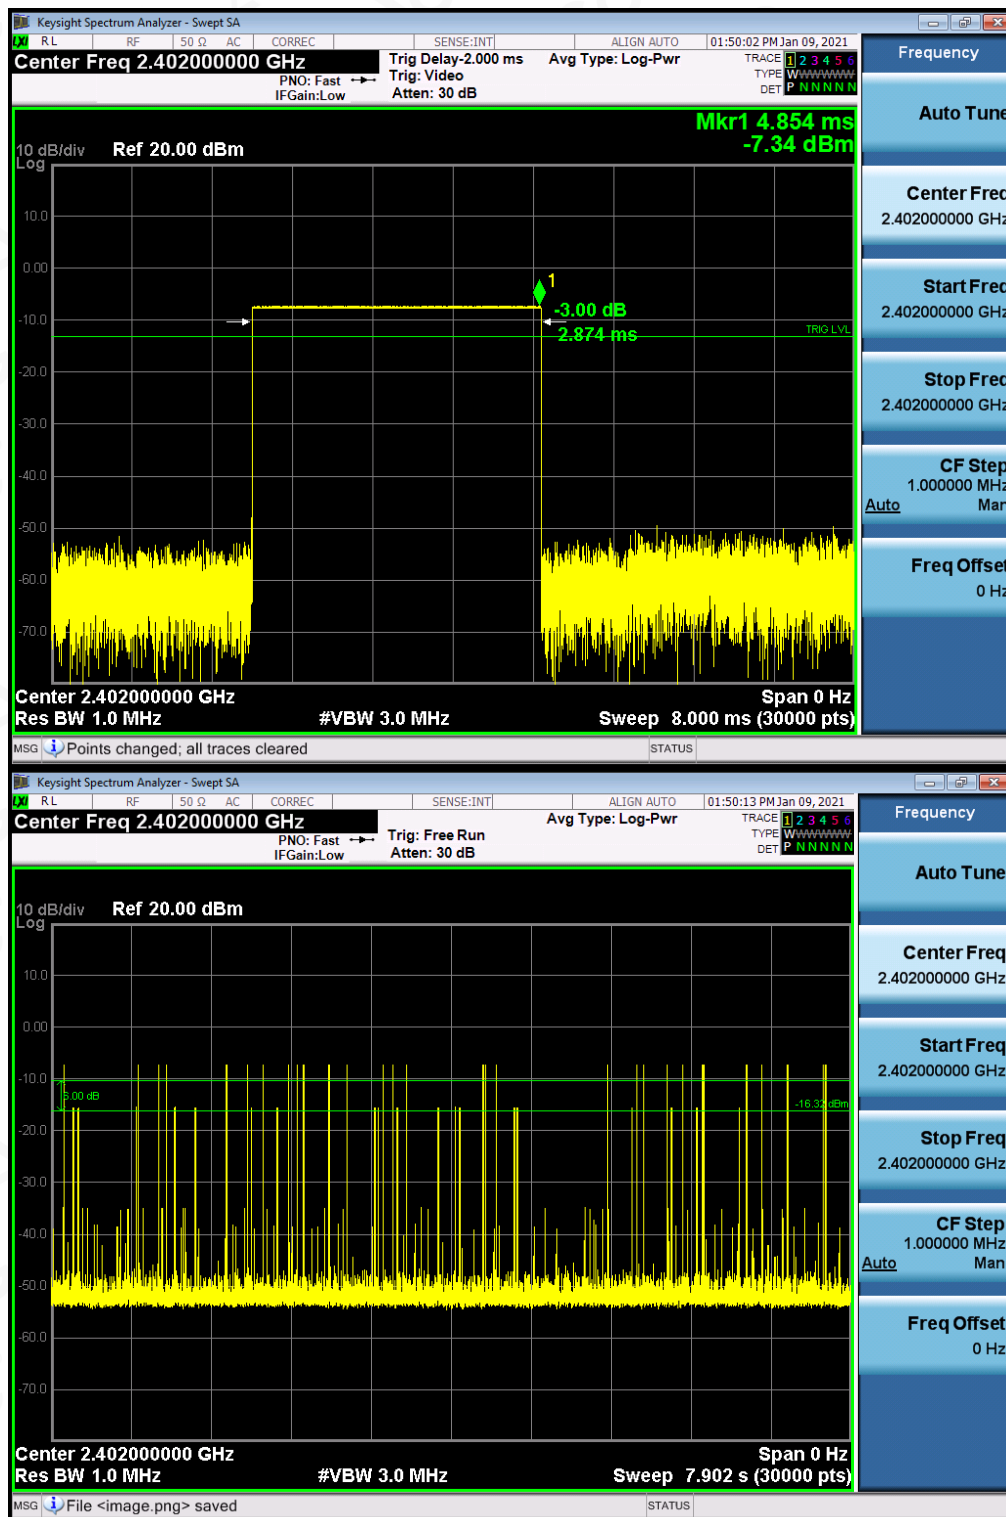 Keysight Spectrum Analyzer - Swept SA
LXI RL RF 50 Ω AC CORREC SENSE:INT ALIGN AUTO 01:50:02 PM Jan 09, 2021
Center Freq 2.402000000 GHz
PNO: Fast
IFGain:Low
Trig Delay-2.000 ms
Trig: Video
Atten: 30 dB
Avg Type: Log-Pwr
TRACE 1 2 3 4 5 6
TYPE WWWWWW
DET P N N N N N
Mkr1 4.854 ms
-7.34 dBm
10 dB/div
Log
Ref 20.00 dBm
10.0
0.00
-10.0
-20.0
-30.0
-40.0
-50.0
-60.0
-70.0
1
-3.00 dB
2.874 ms
TRIG LVL
Center 2.402000000 GHz
Span 0 Hz
Res BW 1.0 MHz
#VBW 3.0 MHz
Sweep 8.000 ms (30000 pts)
MSG Points changed; all traces cleared
STATUS
Frequency
Auto Tune
Center Freq
2.402000000 GHz
Start Freq
2.402000000 GHz
Stop Freq
2.402000000 GHz
CF Step
1.000000 MHz
Auto Man
Freq Offset
0 Hz
Keysight Spectrum Analyzer - Swept SA
LXI RL RF 50 Ω AC CORREC SENSE:INT ALIGN AUTO 01:50:13 PM Jan 09, 2021
Center Freq 2.402000000 GHz
PNO: Fast
IFGain:Low
Trig: Free Run
Atten: 30 dB
Avg Type: Log-Pwr
TRACE 1 2 3 4 5 6
TYPE WWWWWW
DET P N N N N N
10 dB/div
Log
Ref 20.00 dBm
10.0
0.00
-10.0
-20.0
-30.0
-40.0
-50.0
-60.0
-70.0
6.00 dB
-16.32 dBm
Center 2.402000000 GHz
Span 0 Hz
Res BW 1.0 MHz
#VBW 3.0 MHz
Sweep 7.902 s (30000 pts)
MSG File <image.png> saved
STATUS
Frequency
Auto Tune
Center Freq
2.402000000 GHz
Start Freq
2.402000000 GHz
Stop Freq
2.402000000 GHz
CF Step
1.000000 MHz
Auto Man
Freq Offset
0 Hz